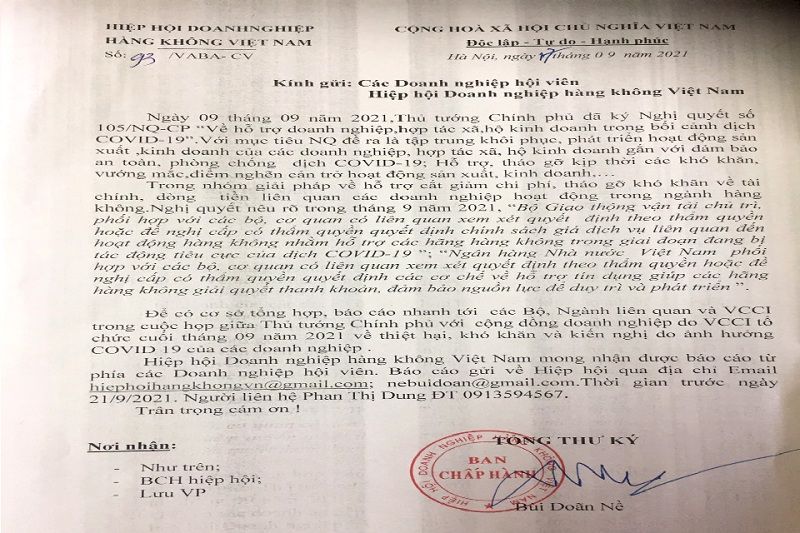 HIỆP HỘI DOANHNGHIỆP
HÀNG KHÔNG VIỆT NAM
Số: 93 /VABA- CV
CỘNG HOÀ XÃ HỘI CHỦ NGHĨA VIỆT NAM
Độc lập - Tự do - Hạnh phúc
Hà Nội, ngày 17 tháng 0 9 năm 2021
Kính gửi: Các Doanh nghiệp hội viên
Hiệp hội Doanh nghiệp hàng không Việt Nam
Ngày 09 tháng 09 năm 2021,Thủ tướng Chính phủ đã ký Nghị quyết số
105/NQ-CP “Về hỗ trợ doanh nghiệp,hợp tác xã,hộ kinh doanh trong bối cảnh dịch
COVID-19”.Với mục tiêu NQ đề ra là tập trung khôi phục, phát triển hoạt động sản
xuất ,kinh doanh của các doanh nghiệp, hợp tác xã, hộ kinh doanh gắn với đảm bảo
an toàn, phòng chống dịch COVID-19; Hỗ trợ, tháo gỡ kịp thời các khó khăn,
vướng mắc,điểm nghẽn cản trở hoạt động sản xuất, kinh doanh,...
Trong nhóm giải pháp về hỗ trợ cắt giảm chi phí, tháo gỡ khó khăn về tài
chính, dòng tiền liên quan các doanh nghiệp hoạt động trong ngành hàng
không.Nghị quyết nêu rõ trong tháng 9 năm 2021, “Bộ Giao thông vận tải chủ trì,
phối hợp với các bộ, cơ quan có liên quan xem xét quyết định theo thẩm quyền
hoặc đề nghị cấp có thẩm quyền quyết định chính sách giá dịch vụ liên quan đến
hoạt động hàng không nhằm hỗ trợ các hãng hàng không trong giai đoạn đang bị
tác động tiêu cực của dịch COVID-19 ”; “Ngân hàng Nhà nước Việt Nam phối
hợp với các bộ, cơ quan có liên quan xem xét quyết định theo thẩm quyền hoặc đề
nghị cấp có thẩm quyền quyết định các cơ chế về hỗ trợ tín dụng giúp các hãng
hàng không giải quyết thanh khoản, đảm bảo nguồn lực để duy trì và phát triển ”.
Để có cơ sở tổng hợp, báo cáo nhanh tới các Bộ, Ngành liên quan và VCCI
trong cuộc họp giữa Thủ tướng Chính phủ với cộng đồng doanh nghiệp do VCCI tổ
chức cuối tháng 09 năm 2021 về thiệt hại, khó khăn và kiến nghị do ảnh hưởng
COVID 19 của các doanh nghiệp .
Hiệp hội Doanh nghiệp hàng không Việt Nam mong nhận được báo cáo từ
phía các Doanh nghiệp hội viên. Báo cáo gửi về Hiệp hội qua địa chỉ Email
hiephoihangkhongvn@gmail.com; nebuidoan@gmail.com.Thời gian trước ngày
21/9/2021. Người liên hệ Phan Thị Dung ĐT 0913594567.
Trân trọng cám ơn !
Nơi nhận:
- Như trên;
- BCH hiệp hội;
- Lưu VP
TỔNG THƯ KÝ
HIỆP HỘI DOANH NGHIỆP HÀNG KHÔNG VIỆT NAM
BAN
CHẤP HÀNH
Bùi Doãn Nề